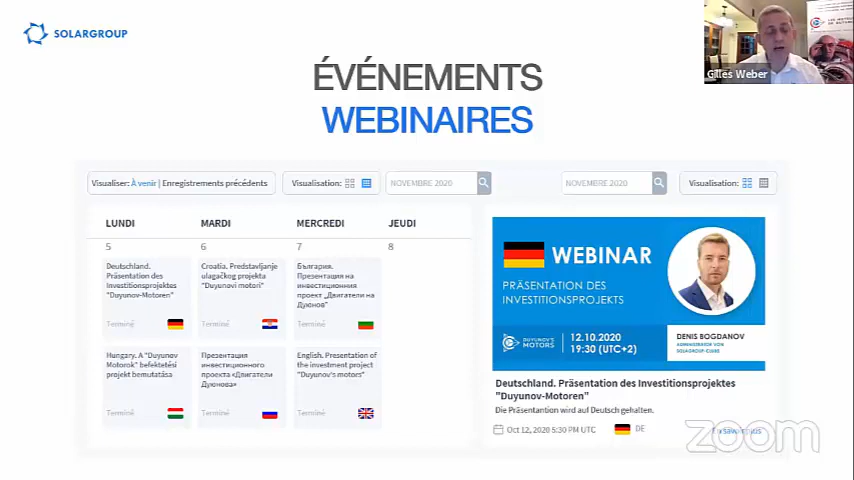 SOLARGROUP
Gilles Weber
ÉVÉNEMENTS
WEBINAIRES
Visualiser: À venir | Enregistrements précédents
Visualisation:
NOVEMBRE 2020
NOVEMBRE 2020
Visualisation:
LUNDI
MARDI
MERCREDI
JEUDI
5
6
7
8
Deutschland.
Präsentation des
Investitionsprojektes
"Duyunov-Motoren"
Terminé
Croatia. Predstavljanje
ulagačkog projekta
"Duyunovi motori"
Terminé
България.
Презентация на
инвестиционния
проект „Двигатели на
Дуюнов"
Terminé
Hungary. A "Duyunov
Motorok" befektetési
projekt bemutatása
Terminé
Презентация
инвестиционного
проекта «Двигатели
Дуюнова»
Terminé
English. Presentation of
the investment project
"Duyunov's motors"
Terminé
WEBINAR
PRÄSENTATION DES
INVESTITIONSPROJEKTS
DUYUNOV'S
MOTORS
12.10.2020
19:30 (UTC+2)
DENIS BOGDANOV
ADMINISTRATOR VON
SOLARGROUP-CLUBS
Deutschland. Präsentation des Investitionsprojektes
"Duyunov-Motoren"
Die Präsentantion wird auf Deutsch gehalten.
Oct 12, 2020 5:30 PM UTC
DE
zoom